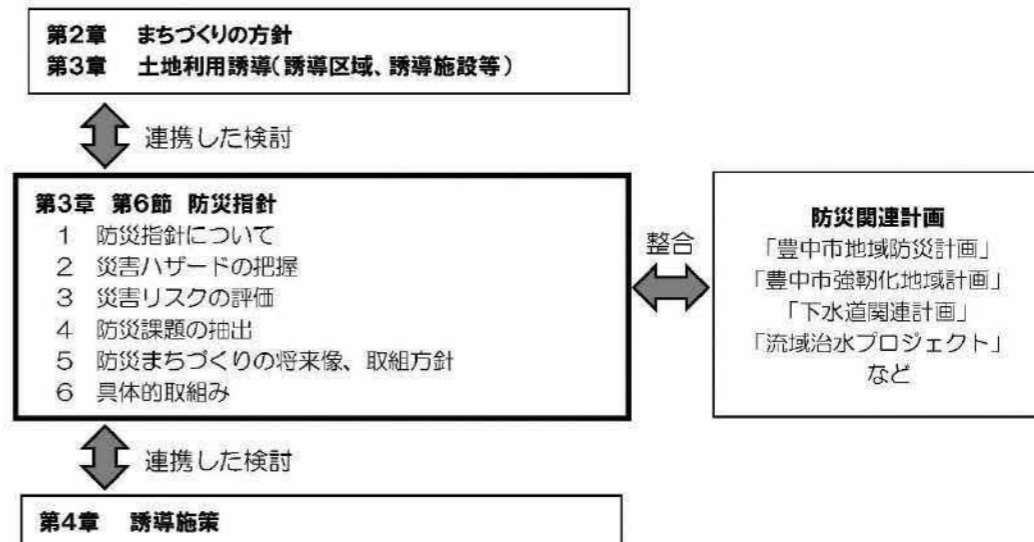 第2章 まちづくりの方針
第3章 土地利用誘導(誘導区域、誘導施設等)
連携した検討
第3章 第6節 防災指針
1 防災指針について
2 災害ハザードの把握
3 災害リスクの評価
4 防災課題の抽出
5 防災まちづくりの将来像、取組方針
6 具体的取組み
整合
防災関連計画
「豊中市地域防災計画」
「豊中市強靭化地域計画」
「下水道関連計画」
「流域治水プロジェクト」
など
連携した検討
第4章 誘導施策